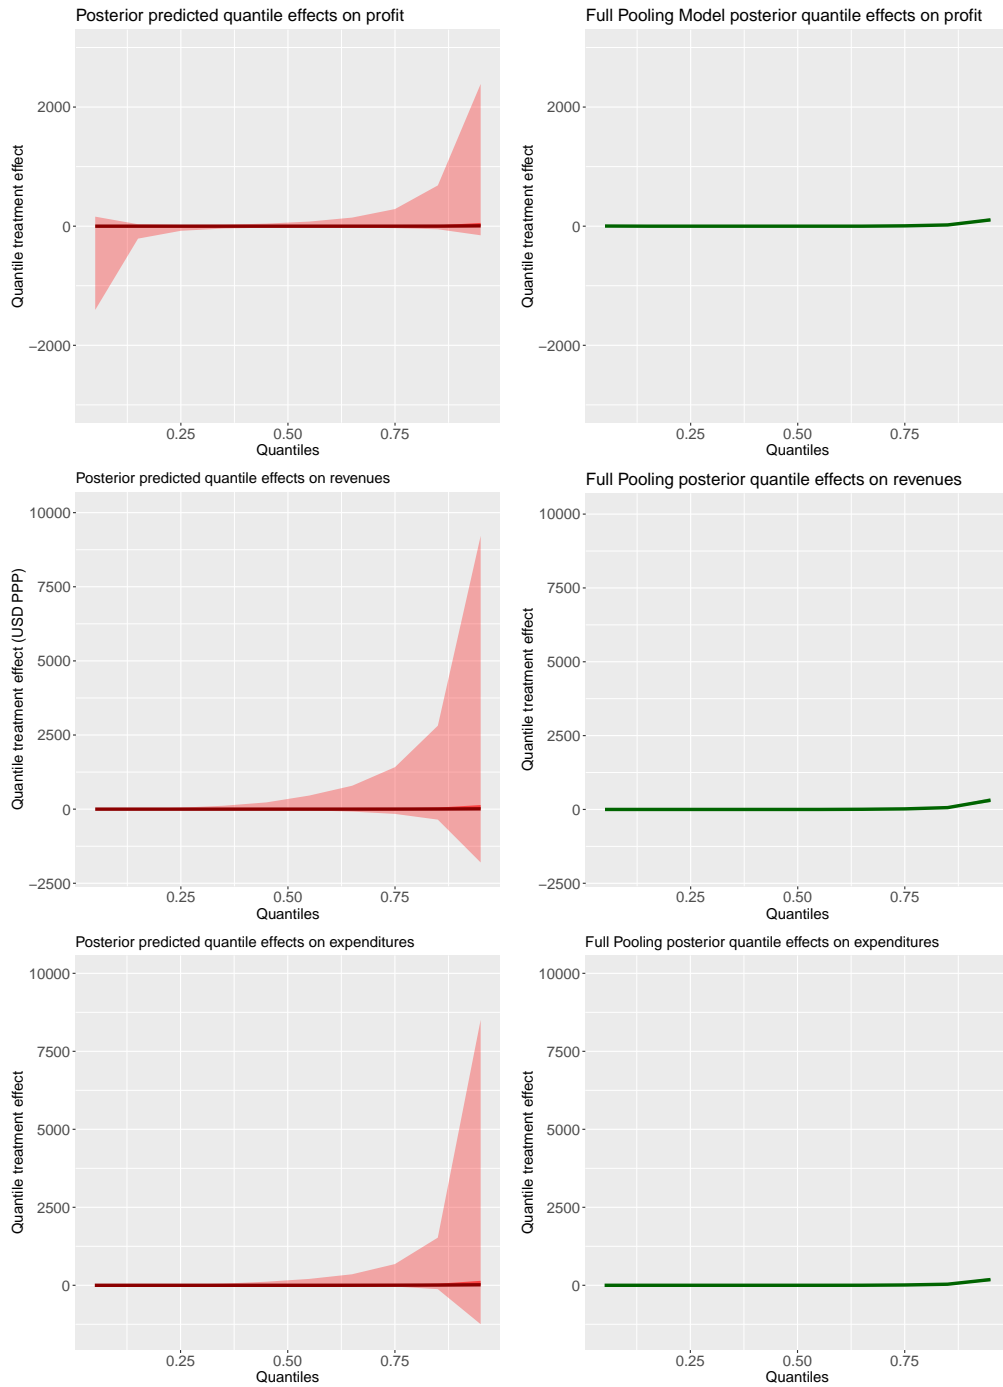 Posterior predicted quantile effects on profit
Quantile treatment effect
2000
0
−2000
0.25 0.50 0.75
Quantiles
Full Pooling Model posterior quantile effects on profit
Quantile treatment effect
2000
0
−2000
0.25 0.50 0.75
Quantiles
Posterior predicted quantile effects on revenues
Quantile treatment effect (USD PPP)
10000
7500
5000
2500
0
−2500
0.25 0.50 0.75
Quantiles
Full Pooling posterior quantile effects on revenues
Quantile treatment effect
10000
7500
5000
2500
0
−2500
0.25 0.50 0.75
Quantiles
Posterior predicted quantile effects on expenditures
Quantile treatment effect
10000
7500
5000
2500
0
0.25 0.50 0.75
Quantiles
Full Pooling posterior quantile effects on expenditures
Quantile treatment effect
10000
7500
5000
2500
0
0.25 0.50 0.75
Quantiles